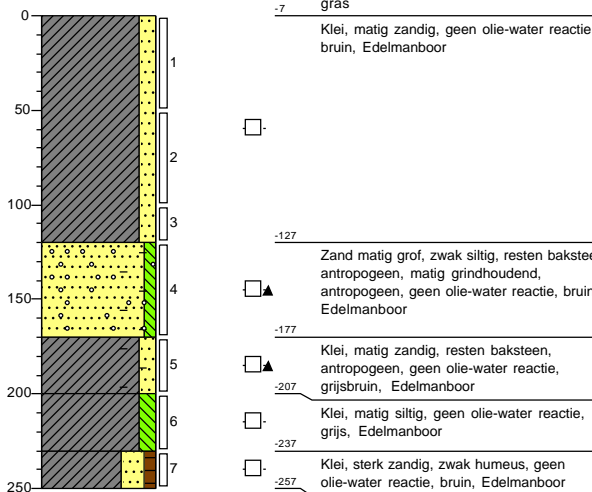 gras
0
-7
Klei, matig zandig, geen olie-water reactie
bruin, Edelmanboor
1
50
2
100
3
-127
Zand matig grof, zwak siltig, resten
antropogeen, matig grindhoudend,
antropogeen, geen olie-water reactie,
Edelmanboor
4
150
-177
Klei, matig zandig, resten baksteen,
antropogeen, geen olie-water reactie,
grijsbruin, Edelmanboor
5
200
-207
Klei, matig siltig, geen olie-water reactie,
grijs, Edelmanboor
6
-237
Klei, sterk zandig, zwak humeus, geen
olie-water reactie, bruin, Edelmanboor
7
250
-257